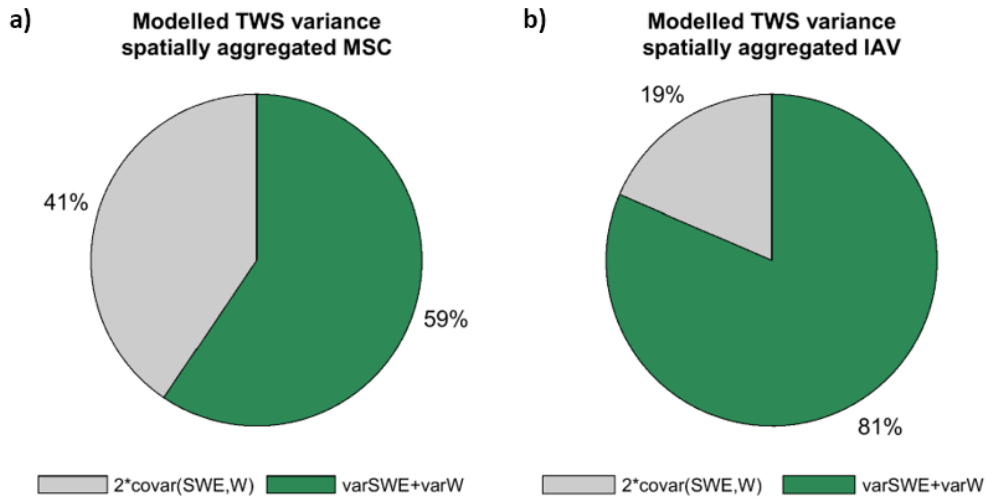 a)
Modelled TWS variance
spatially aggregated MSC
41%
59%
2*covar(SWE,W)
varSWE+varW
b)
Modelled TWS variance
spatially aggregated IAV
19%
81%
2*covar(SWE,W)
varSWE+varW